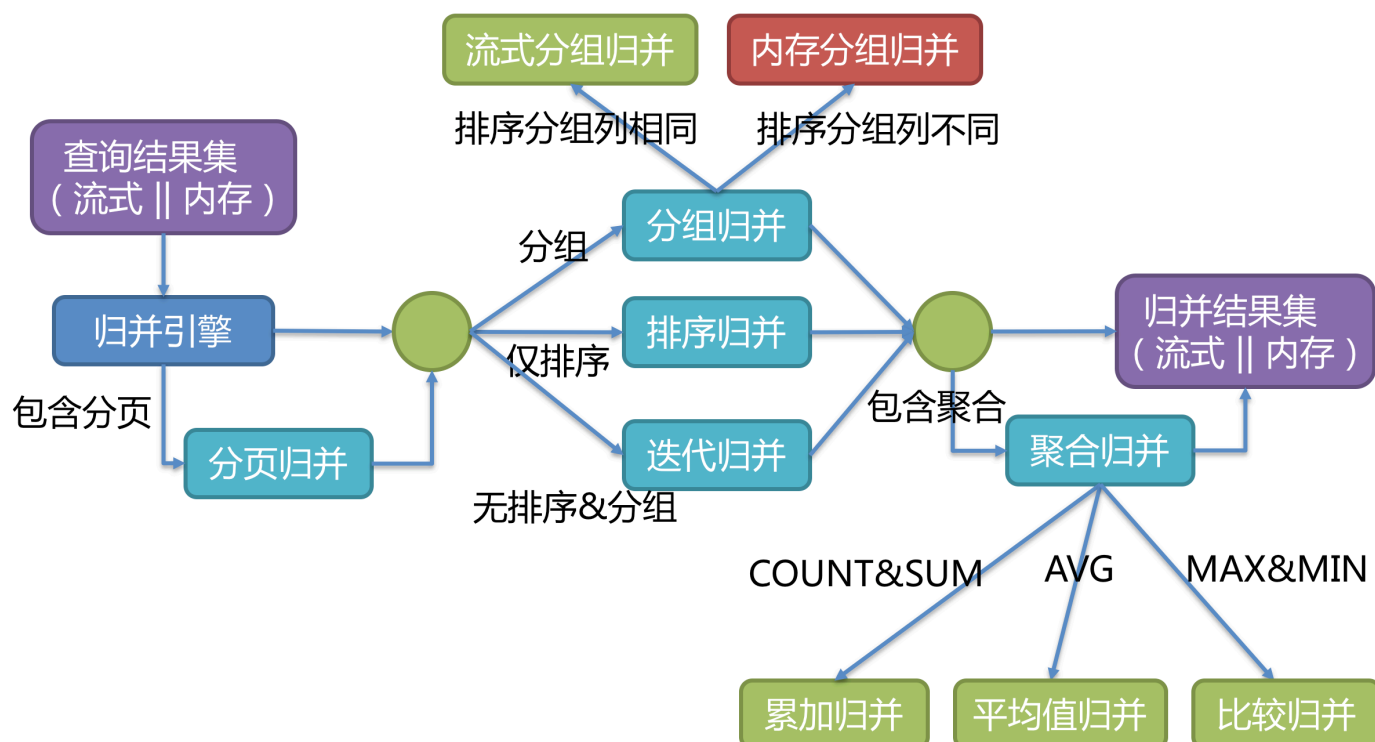 流式分组归并
内存分组归并
排序分组列相同
排序分组列不同
查询结果集
（ 流式 || 内存 ）
分组归并
分组
归并引擎
排序归并
仅排序
归并结果集
（ 流式 || 内存 ）
包含分页
包含聚合
分页归并
迭代归并
聚合归并
无排序&分组
COUNT&SUM
AVG
MAX&MIN
累加归并
平均值归并
比较归并